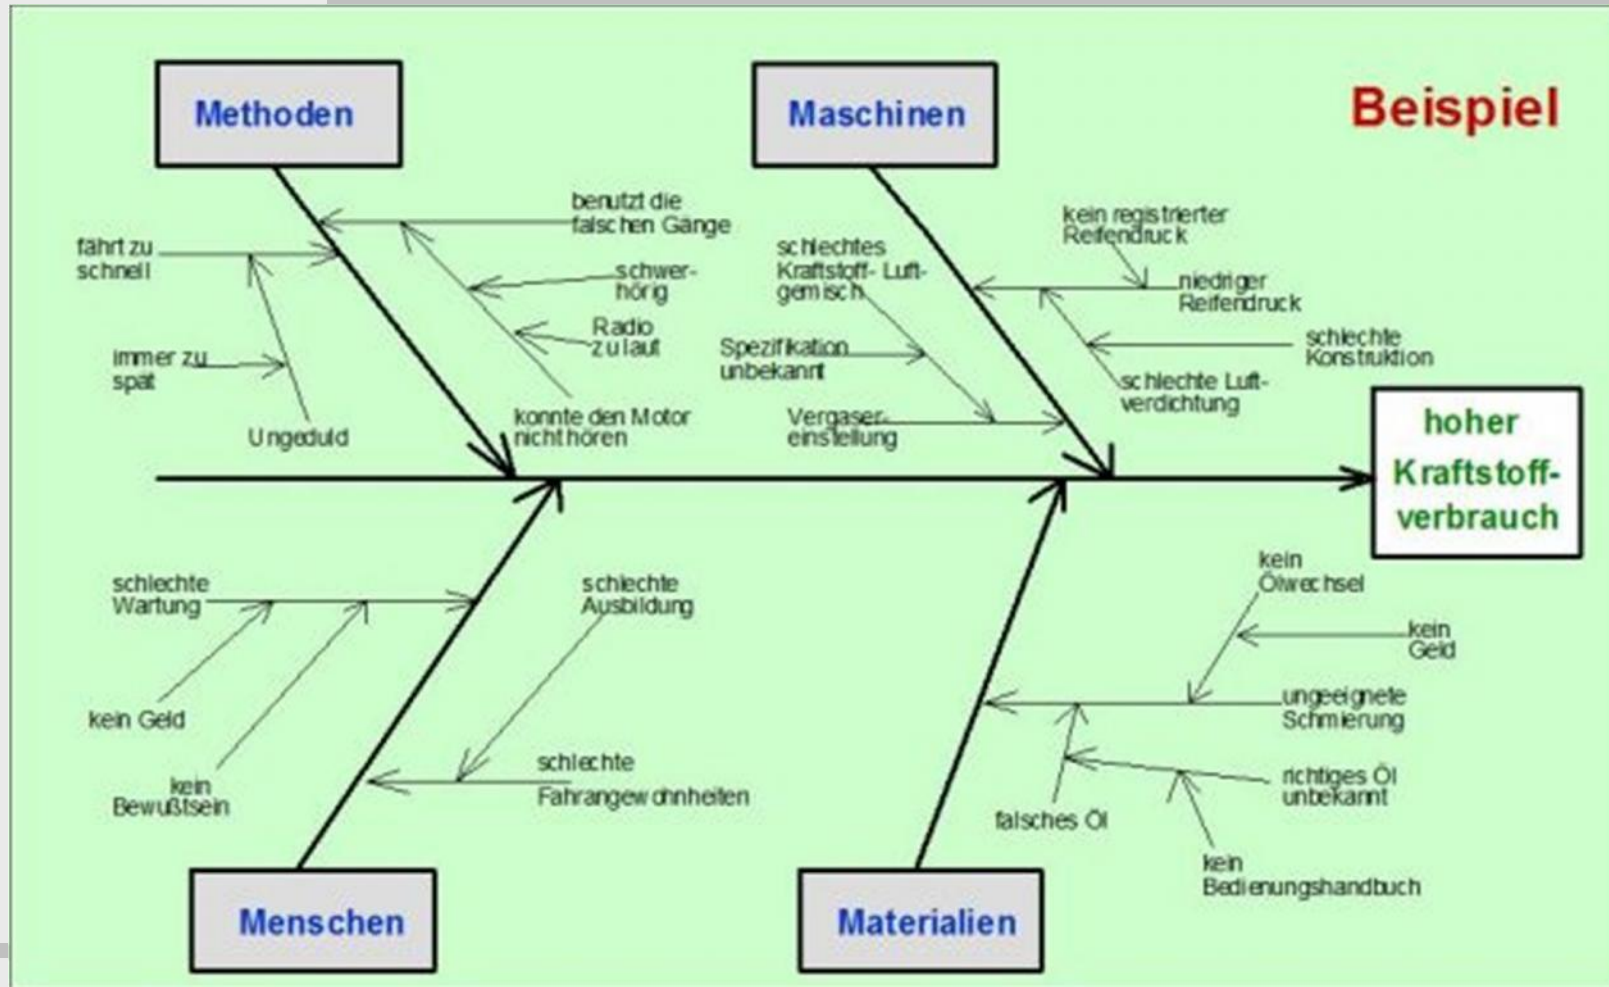 Methoden
Maschinen
Beispiel
benutzt die
falschen Gänge
fährt zu
schnell
schwer-
hörig
Radio
zu laut
immer zu
spät
Ungeduld
konnte den Motor
nicht hören
kein registrierter
Reifendruck
schlechtes
Kraftstoff- Luft-
gemisch
niedriger
Reifendruck
Spezifikation
unbekannt
schlechte
Konstruktion
schlechte Luft-
verdichtung
Vergaser-
einstellung
hoher
Kraftstoff-
verbrauch
schlechte
Wartung
schlechte
Ausbildung
kein Geld
kein
Bewußtsein
schlechte
Fahrangewohnheiten
kein
Ölwechsel
kein
Geld
ungeeignete
Schmierung
richtiges Öl
unbekannt
falsches Öl
kein
Bedienungshandbuch
Menschen
Materialien